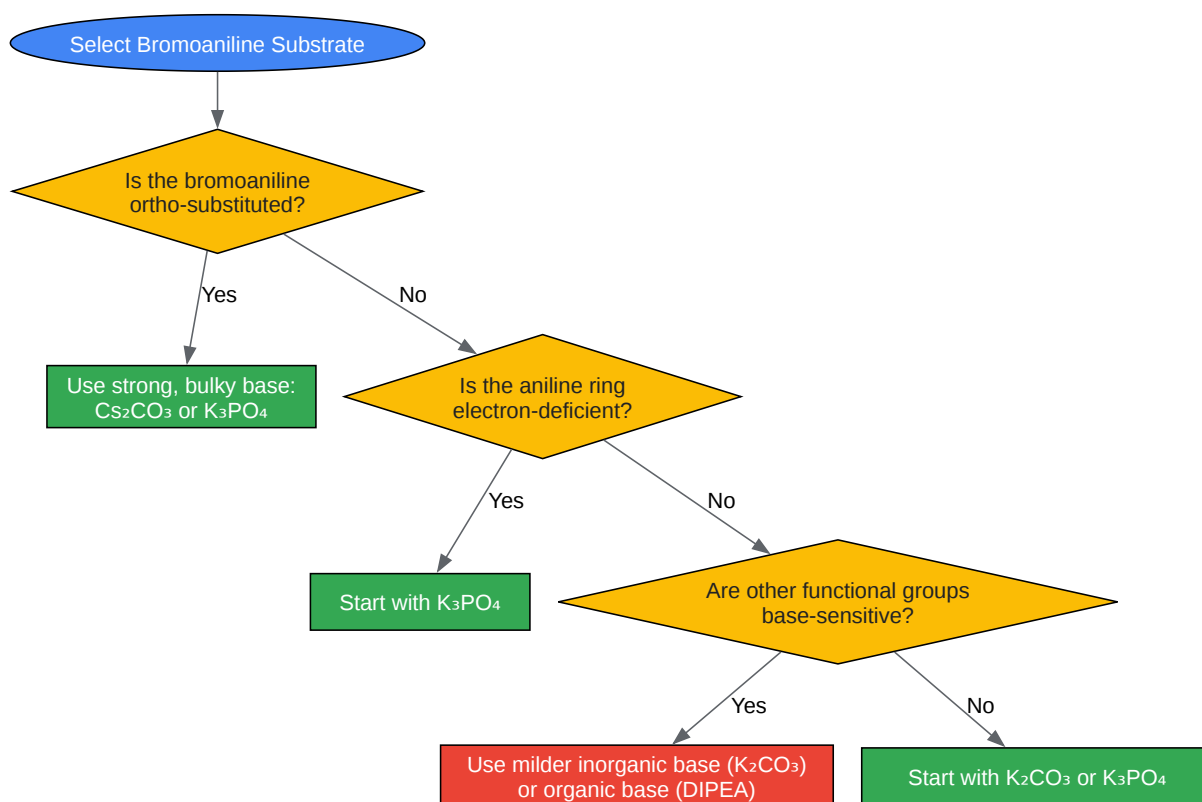 Select Bromoaniline Substrate
Is the bromoaniline
ortho-substituted?
Yes
No
Use strong, bulky base:
Cs₂CO₃ or K₃PO₄
Is the aniline ring
electron-deficient?
Yes
No
Start with K₃PO₄
Are other functional groups
base-sensitive?
Yes
No
Use milder inorganic base (K₂CO₃)
or organic base (DIPEA)
Start with K₂CO₃ or K₃PO₄